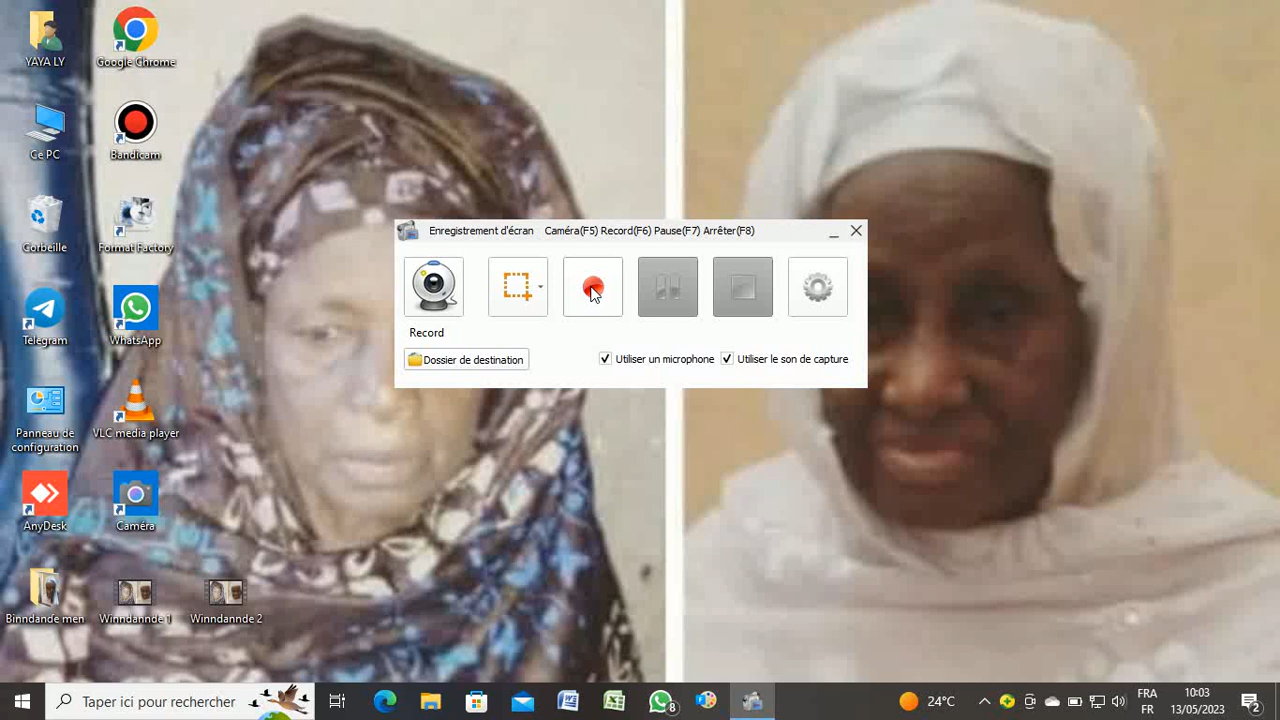 YAYA LY
Google Chrome
Ce PC
Bandicam
Corbeille
Format Factory
Telegram
WhatsApp
Panneau de
configuration
VLC media player
AnyDesk
Caméra
Binndande men
Winndannde 1
Winndannde 2
Enregistrement d'écran Caméra(F5) Record(F6) Pause(F7) Arrêter(F8)
Record
Dossier de destination
Utiliser un microphone
Utiliser le son de capture
Taper ici pour rechercher
8
24°C
FRA
FR
10:03
13/05/2023
2